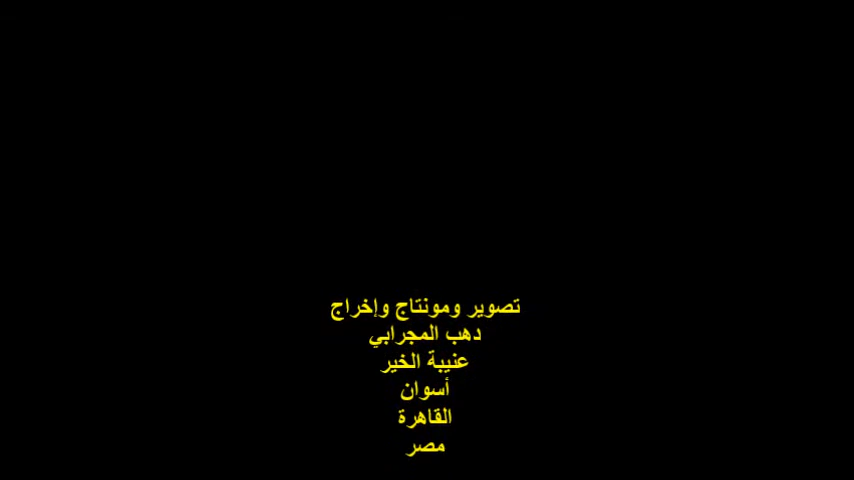 تصوير ومونتاج وإخراج
دهب المجرابي
عنيبة الخير
أسوان
القاهرة
مصر